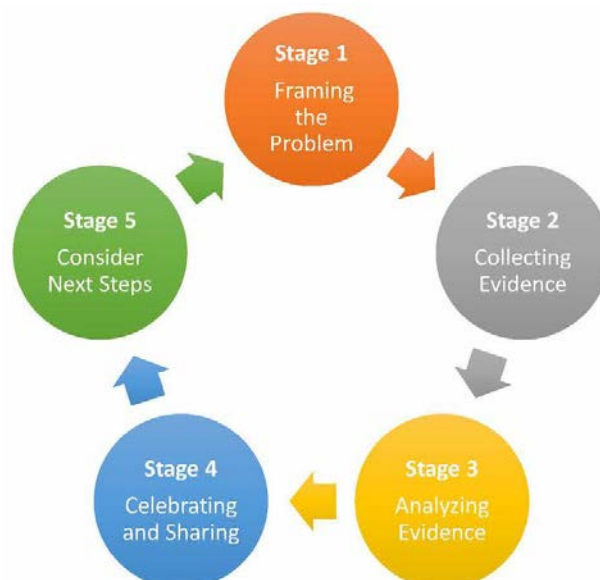 Stage 1
Framing
the
Problem
Stage 2
Collecting
Evidence
Stage 3
Analyzing
Evidence
Stage 4
Celebrating
and Sharing
Stage 5
Consider
Next Steps